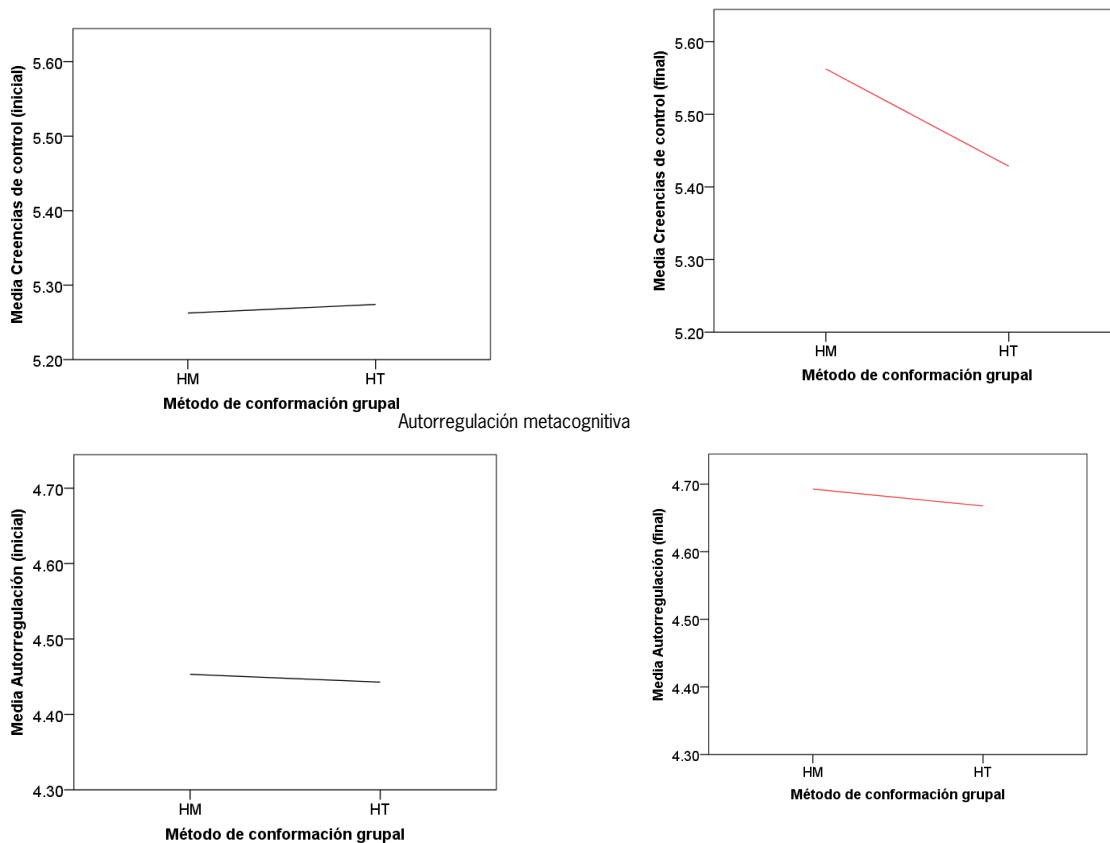 Media Creencias de control (inicial)
5.60
5.50
5.40
5.30
5.20
HM HT
Método de conformación grupal
Media Creencias de control (final)
5.60
5.50
5.40
5.30
5.20
HM HT
Método de conformación grupal
Autorregulación metacognitiva
Media Autorregulación (inicial)
4.70
4.60
4.50
4.40
4.30
HM HT
Método de conformación grupal
Media Autorregulación (final)
4.70
4.60
4.50
4.40
4.30
HM HT
Método de conformación grupal